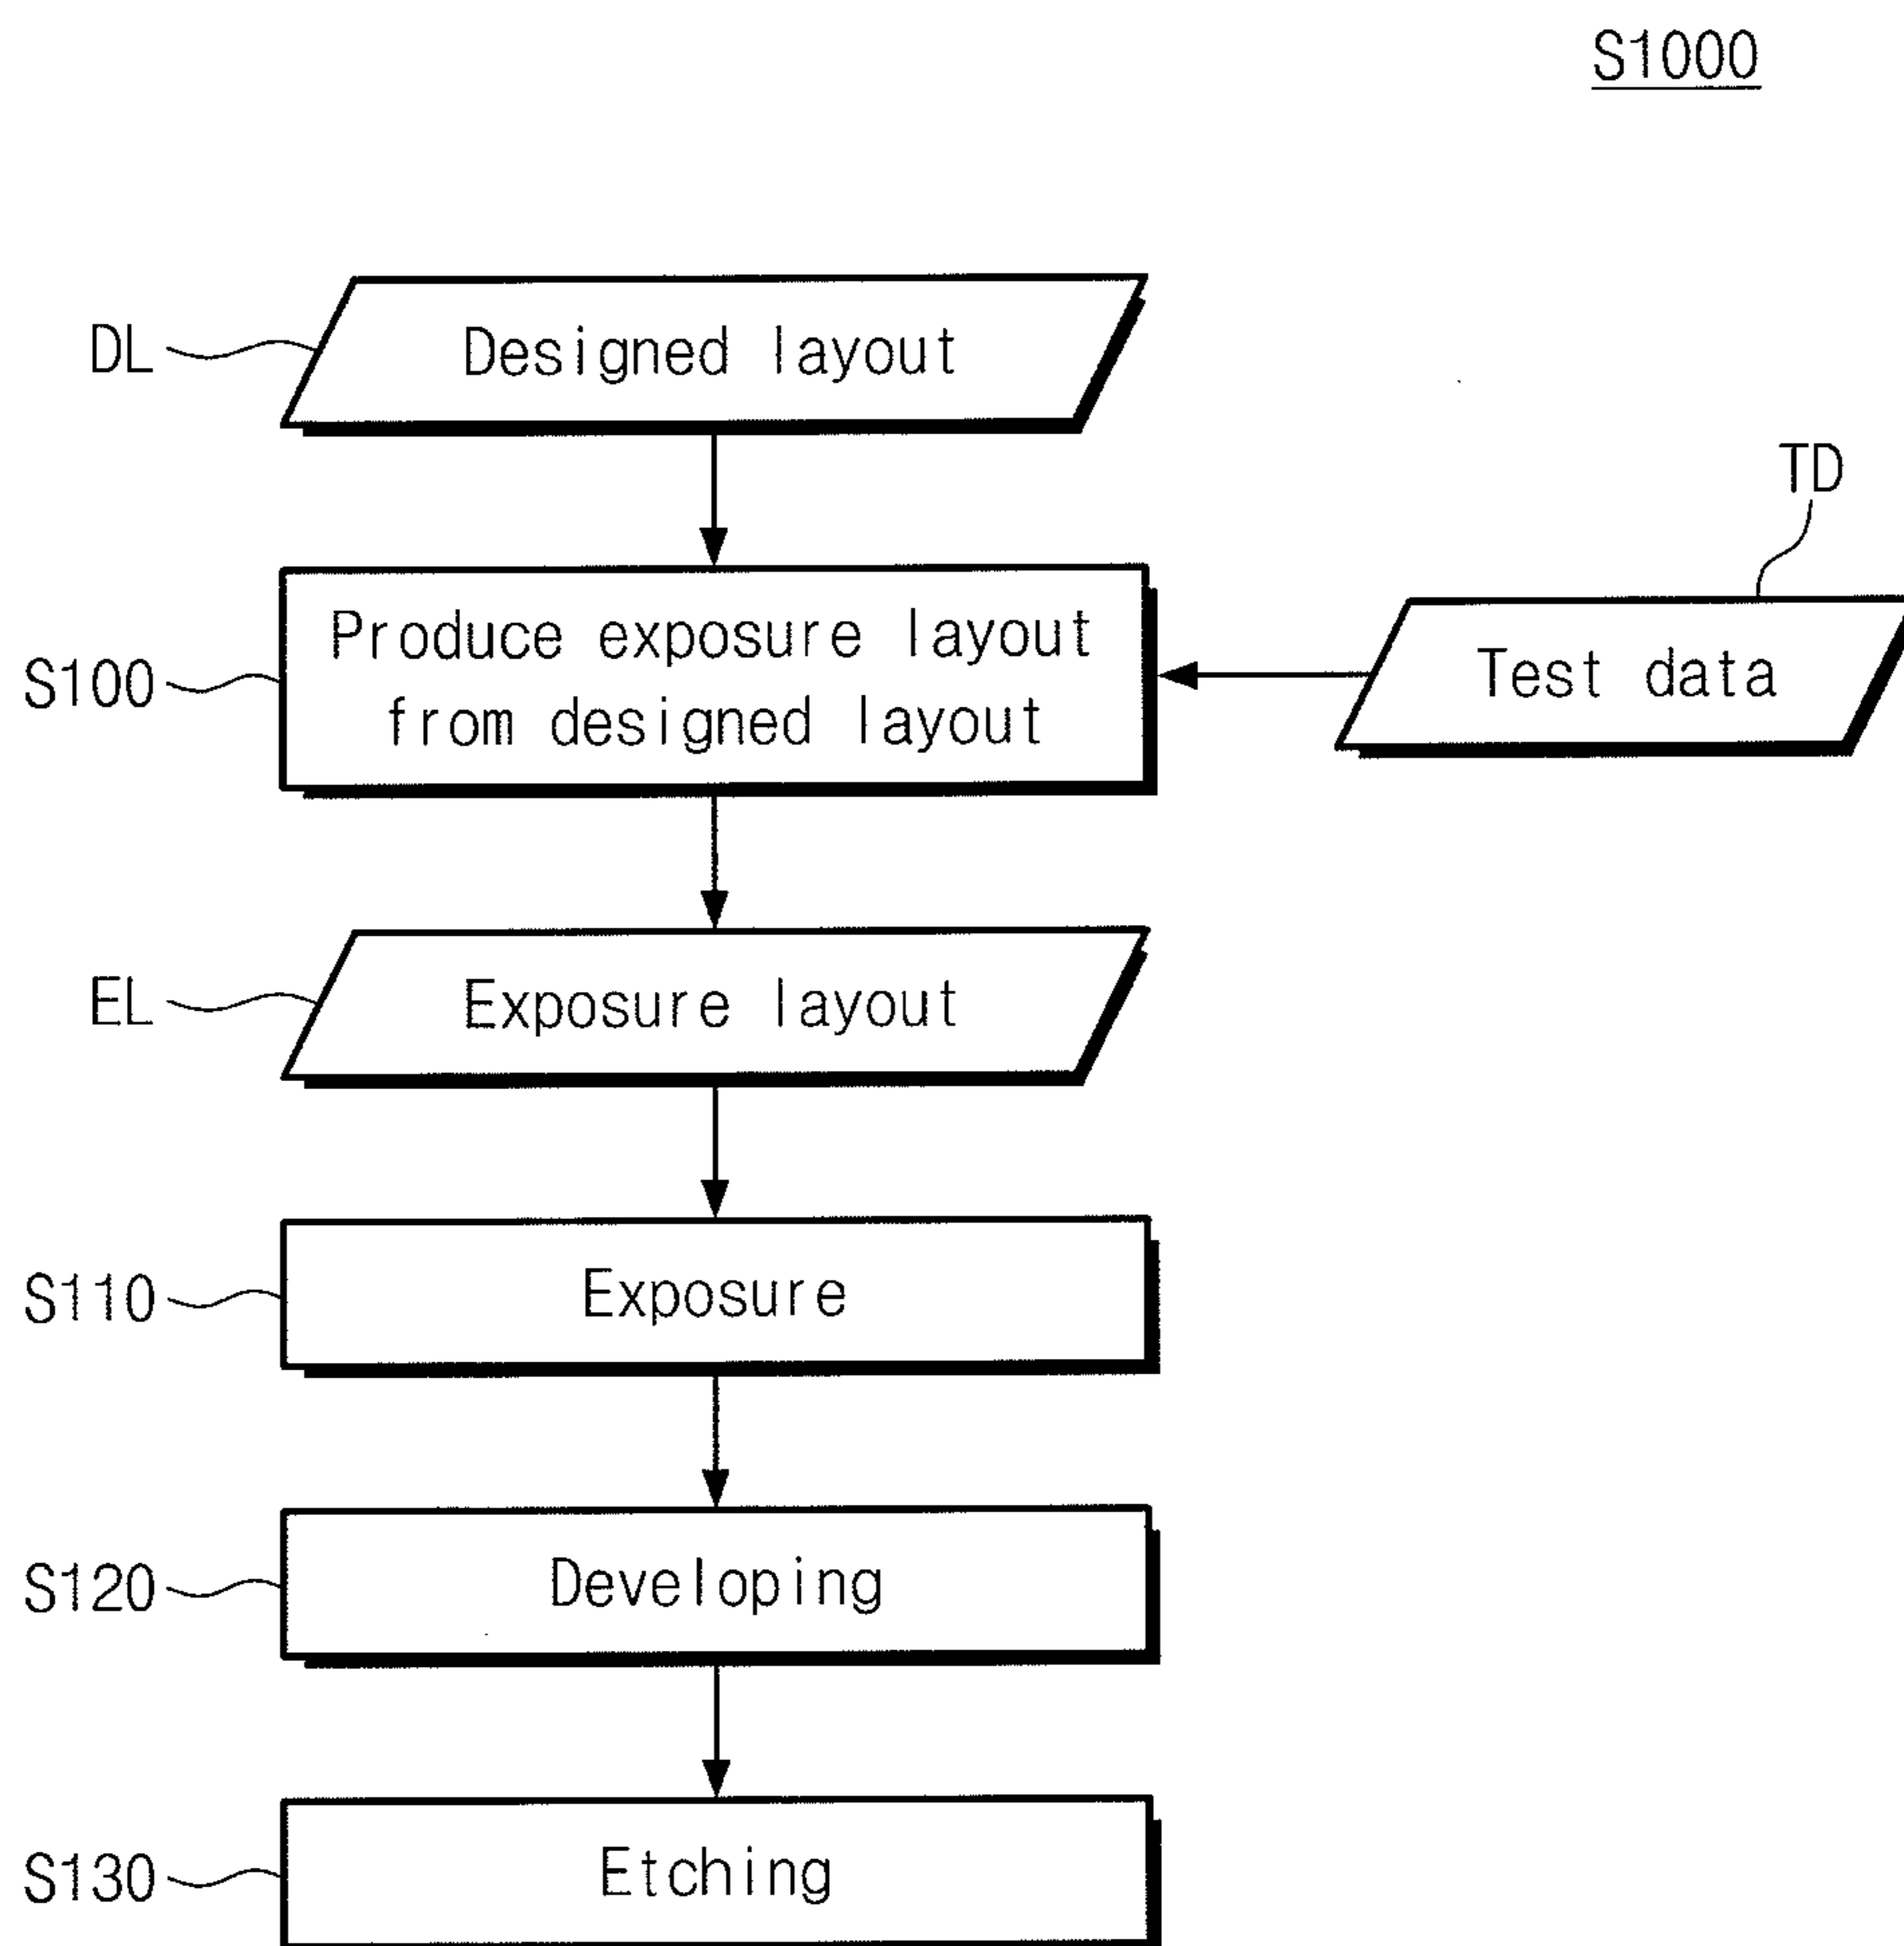 S1000
DL
Designed layout
TD
S100
Produce exposure layout
from designed layout
Test data
EL
Exposure layout
S110
Exposure
S120
Developing
S130
Etching